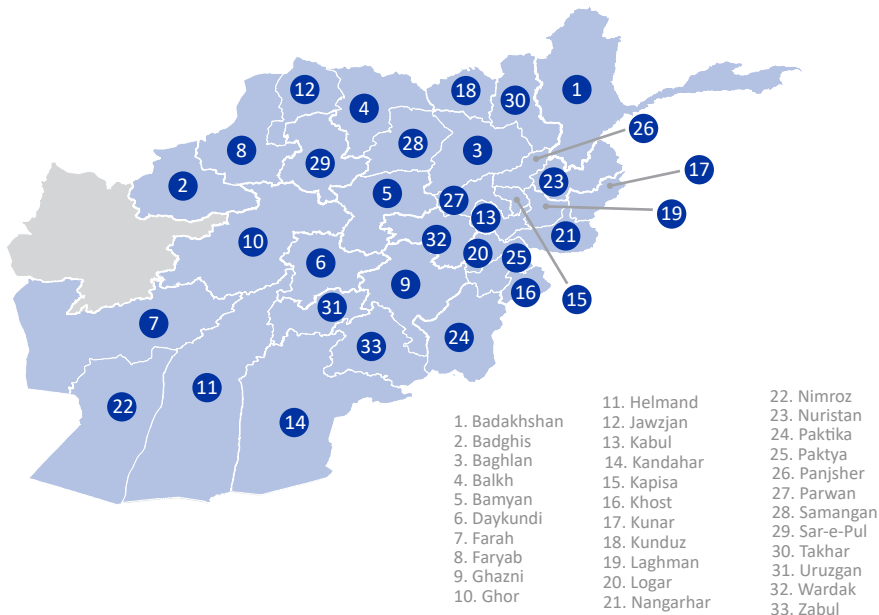 12
18
1
4
30
26
28
8
3
29
17
23
2
5
27
19
13
21
32
10
20
25
6
9
16
15
31
7
24
33
11
22
14
1. Badakhshan
2. Badghis
3. Baghlan
4. Balkh
5. Bamyan
6. Daykundi
7. Farah
8. Faryab
9. Ghazni
10. Ghor
11. Helmand
12. Jawzjan
13. Kabul
14. Kandahar
15. Kapisa
16. Khost
17. Kunar
18. Kunduz
19. Laghman
20. Logar
21. Nangarhar
22. Nimroz
23. Nuristan
24. Paktika
25. Paktya
26. Panjsher
27. Parwan
28. Samangan
29. Sar-e-Pul
30. Takhar
31. Uruzgan
32. Wardak
33. Zabul